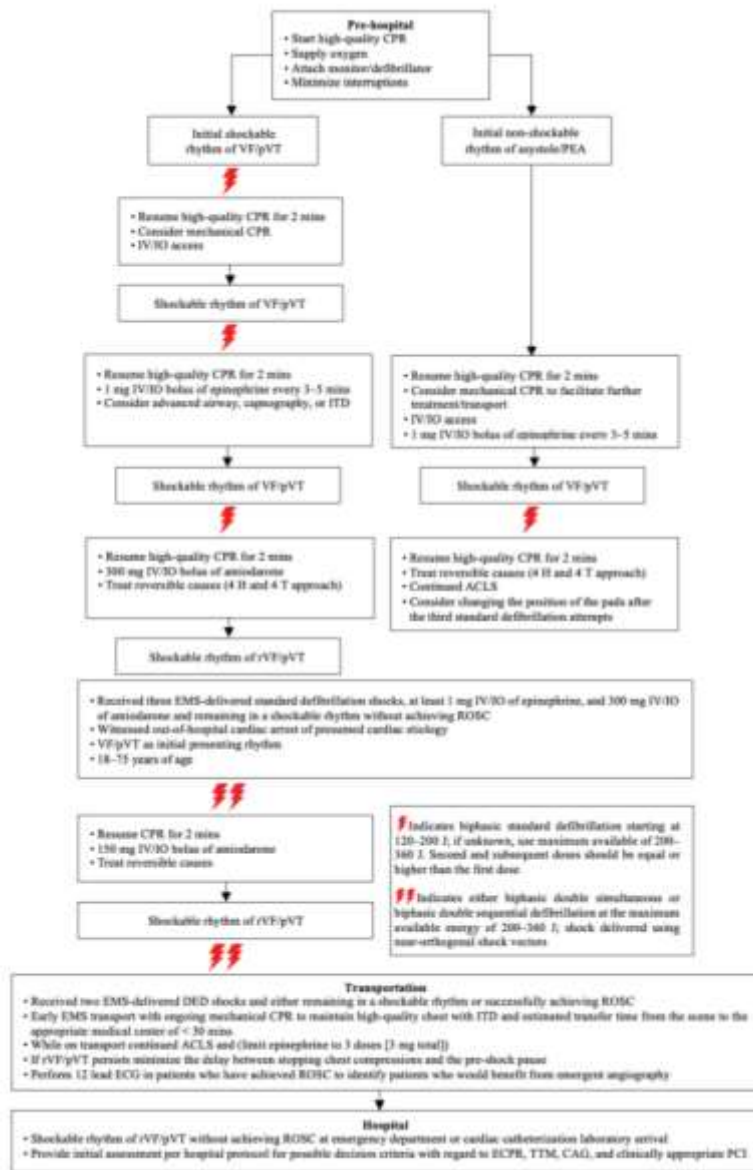 Pre-hospital
• Start high-quality CPR
• Supply oxygen
• Attach monitor/defibrillator
• Minimize interruptions
Initial shockable
rhythm of VF/pVT
Initial non-shockable
rhythm of asystole/PEA
• Resume high-quality CPR for 2 mins
• Consider mechanical CPR
• IV/IO access
Shockable rhythm of VF/pVT
• Resume high-quality CPR for 2 mins
• 1 mg IV/IO bolus of epinephrine every 3–5 mins
• Consider advanced airway, capnography, or ITD
• Resume high-quality CPR for 2 mins
• Consider mechanical CPR to facilitate further
treatment/transport
• IV/IO access
• 1 mg IV/IO bolus of epinephrine every 3–5 mins
Shockable rhythm of VF/pVT
Shockable rhythm of VF/pVT
• Resume high-quality CPR for 2 mins
• 300 mg IV/IO bolus of amiodarone
• Treat reversible causes (4 H and 4 T approach)
• Resume high-quality CPR for 2 mins
• Treat reversible causes (4 H and 4 T approach)
• Continued ACLS
• Consider changing the position of the pads after
the third standard defibrillation attempts
Shockable rhythm of rVF/pVT
• Received three EMS-delivered standard defibrillation shocks, at least 1 mg IV/IO of epinephrine, and 300 mg IV/IO
of amiodarone and remaining in a shockable rhythm without achieving ROSC
• Witnessed out-of-hospital cardiac arrest of presumed cardiac etiology
• VF/pVT as initial presenting rhythm
• 18–75 years of age
• Resume CPR for 2 mins
• 150 mg IV/IO bolus of amiodarone
• Treat reversible causes
Shockable rhythm of rVF/pVT
Indicates biphasic standard defibrillation starting at
120–200 J; if unknown, use maximum available of 200–
360 J. Second and subsequent doses should be equal or
higher than the first dose
Indicates either biphasic double simultaneous or
biphasic double sequential defibrillation at the maximum
available energy of 200–360 J; shock delivered using
near-orthogonal shock vectors
Transportation
• Received two EMS-delivered DED shocks and either remaining in a shockable rhythm or successfully achieving ROSC
• Early EMS transport with ongoing mechanical CPR to maintain high-quality chest with ITD and estimated transfer time from the scene to the
appropriate medical center of < 30 mins
• While on transport continued ACLS and (limit epinephrine to 3 doses [3 mg total])
• If rVF/pVT persists minimize the delay between stopping chest compressions and the pre-shock pause
• Perform 12 lead ECG in patients who have achieved ROSC to identify patients who would benefit from emergent angiography
Hospital
• Shockable rhythm of rVF/pVT without achieving ROSC at emergency department or cardiac catheterization laboratory arrival
• Provide initial assessment per hospital protocol for possible decision criteria with regard to ECPR, TTM, CAG, and clinically appropriate PCI